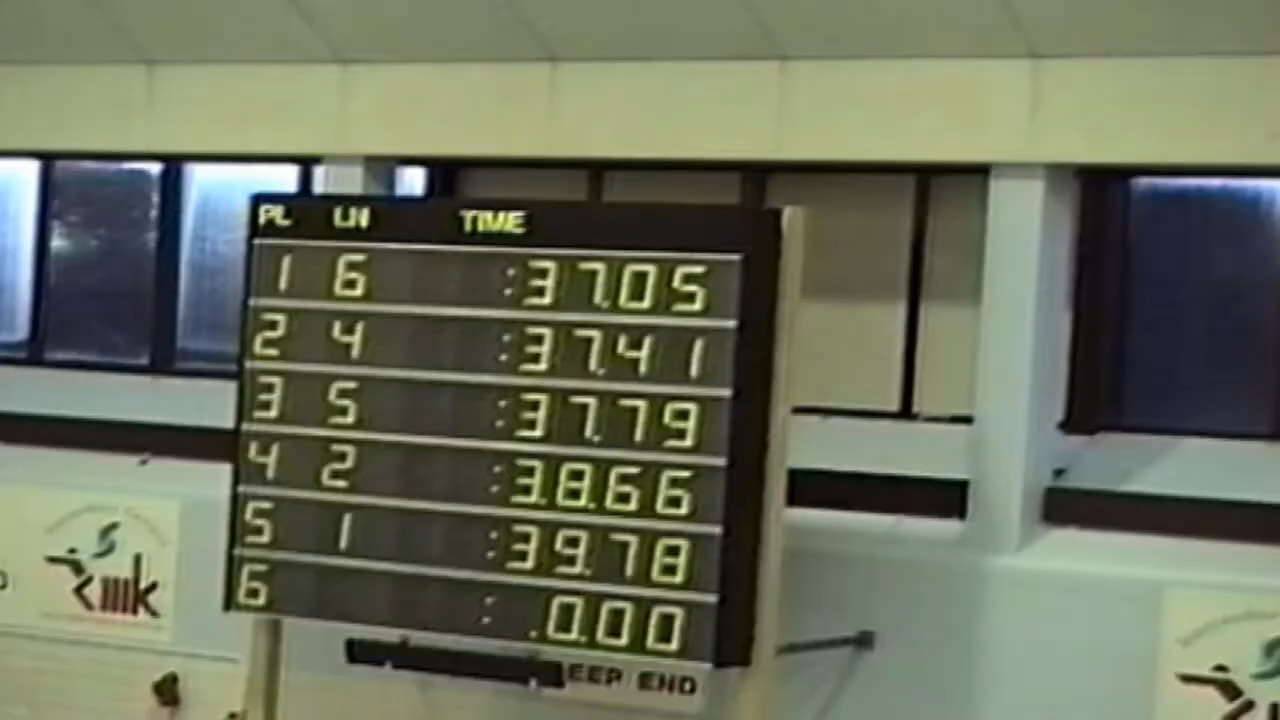 PL LN TIME
1 6 :37.05
2 4 :37.41
3 5 :37.79
4 2 :38.66
5 1 :39.78
6 : 0.00
EEP END